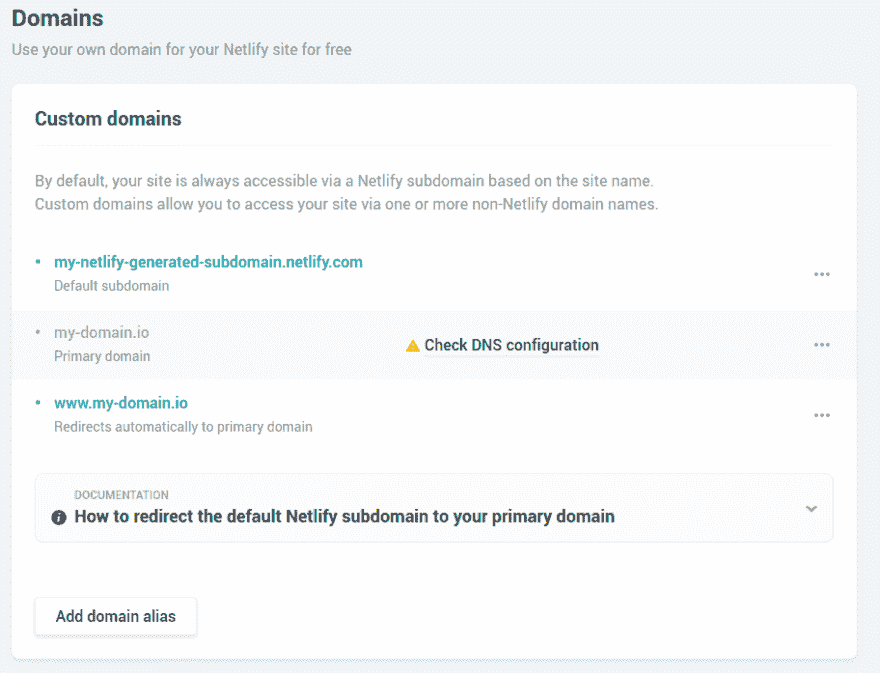 Domains
Use your own domain for your Netlify site for free
Custom domains
By default, your site is always accessible via a Netlify subdomain based on the site name.
Custom domains allow you to access your site via one or more non-Netlify domain names.
my-netlify-generated-subdomain.netlify.com
Default subdomain
my-domain.io
Primary domain
Check DNS configuration
www.my-domain.io
Redirects automatically to primary domain
DOCUMENTATION
How to redirect the default Netlify subdomain to your primary domain
Add domain alias